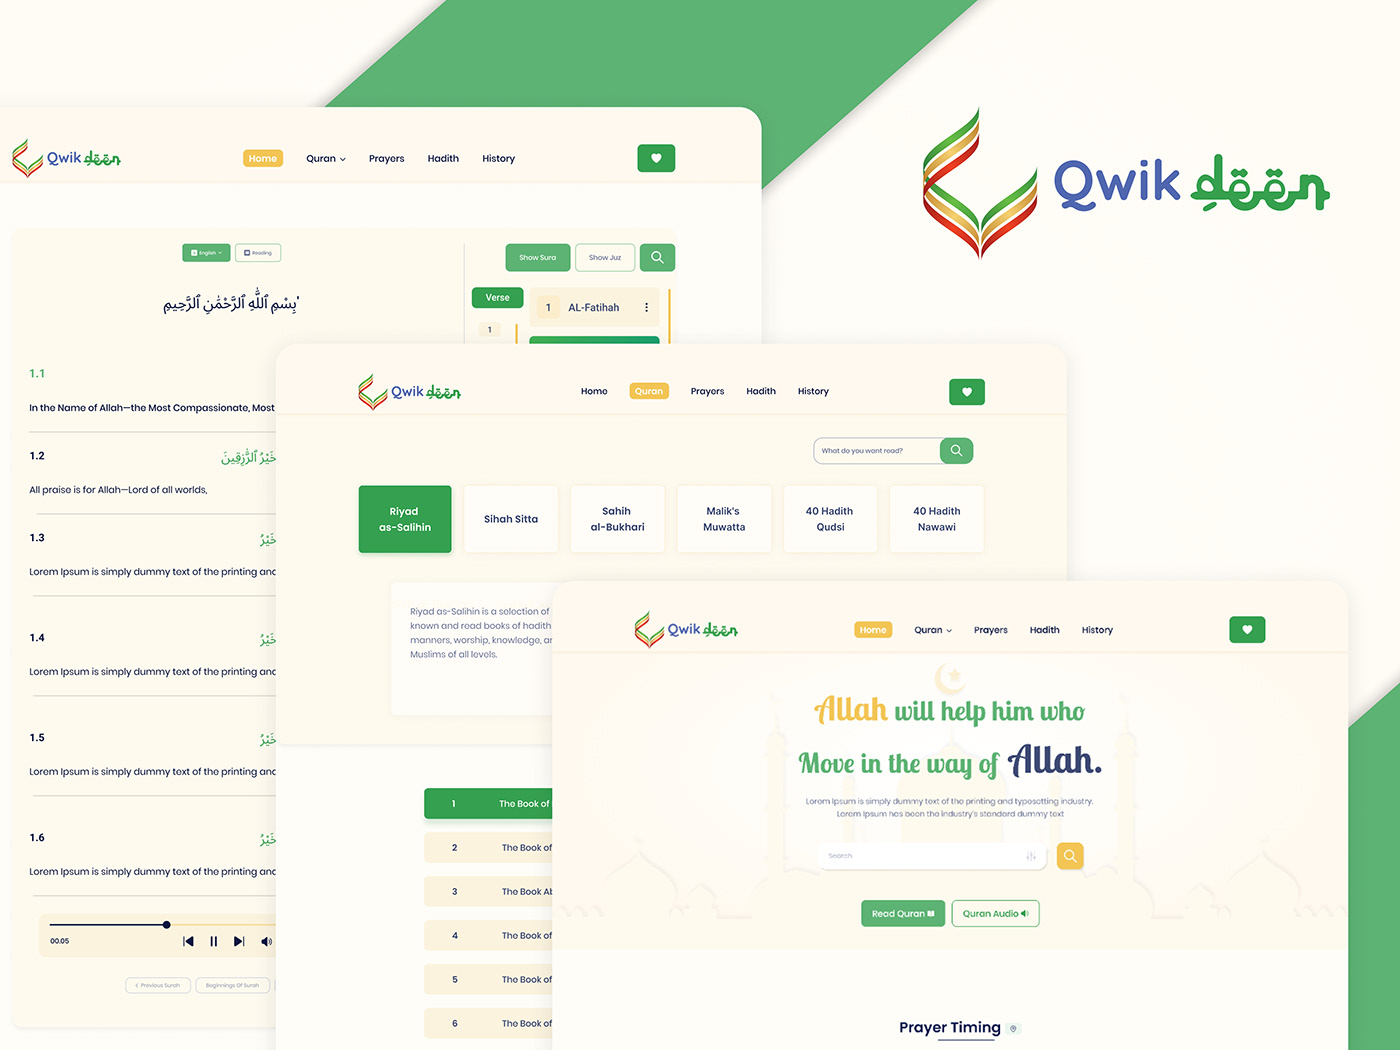 Qwik dëën
Qwik dëën
Home
Quran
Prayers
Hadith
History
English
Reading
Show Sura
Show Juz
بِسْمِ ٱللَّهِ ٱلرَّحْمَٰنِ ٱلرَّحِيمِ'
Verse
1 AL-Fatihah
1
1.1
In the Name of Allah—the Most Compassionate, Most
1.2
خَيْرُ ٱلرَّٰزِقِينَ
All praise is for Allah—Lord of all worlds,
1.3
خَيْرُ
Lorem Ipsum is simply dummy text of the printing and
1.4
خَيْرُ
Lorem Ipsum is simply dummy text of the printing and
1.5
خَيْرُ
Lorem Ipsum is simply dummy text of the printing and
1.6
خَيْرُ
Lorem Ipsum is simply dummy text of the printing and
00.05
Previous Surah
Beginnings Of Surah
Qwik dëën
Home
Quran
Prayers
Hadith
History
What do you want read?
Riyad
as-Salihin
Sihah Sitta
Sahih
al-Bukhari
Malik's
Muwatta
40 Hadith
Qudsi
40 Hadith
Nawawi
Riyad as-Salihin is a selection of
known and read books of hadith
manners, worship, knowledge, an
Muslims of all levels.
1 The Book of
2 The Book of
3 The Book Ab
4 The Book of
5 The Book of
6 The Book of
Qwik dëën
Home
Quran
Prayers
Hadith
History
Allah will help him who
Move in the way of Allah.
Lorem Ipsum is simply dummy text of the printing and typesetting industry.
Lorem Ipsum has been the industry's standard dummy text
Search
Read Quran
Quran Audio
Prayer Timing